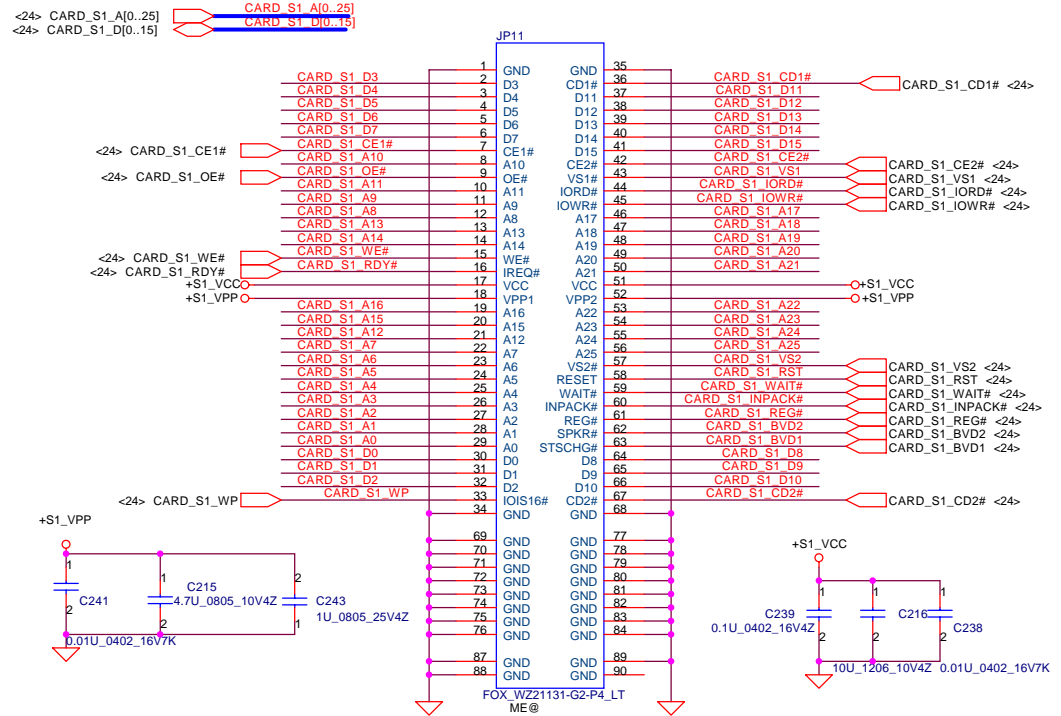 <24> CARD_S1_A[0..25] CARD_S1_A[0..25]
<24> CARD_S1_D[0..15] CARD_S1_D[0..15]
JP11
1 GND GND 35
CARD_S1_D3 2 D3 CD1# 36 CARD_S1_CD1# CARD_S1_CD1# <24>
CARD_S1_D4 3 D4 D11 37 CARD_S1_D11
CARD_S1_D5 4 D5 D12 38 CARD_S1_D12
CARD_S1_D6 5 D6 D13 39 CARD_S1_D13
CARD_S1_D7 6 D7 D14 40 CARD_S1_D14
<24> CARD_S1_CE1# CARD_S1_CE1# 7 CE1# D15 41 CARD_S1_D15
CARD_S1_A10 8 A10 CE2# 42 CARD_S1_CE2# CARD_S1_CE2# <24>
<24> CARD_S1_OE# CARD_S1_OE# 9 OE# VS1# 43 CARD_S1_VS1 CARD_S1_VS1 <24>
CARD_S1_A11 10 A11 IORD# 44 CARD_S1_IORD# CARD_S1_IORD# <24>
CARD_S1_A9 11 A9 IOWR# 45 CARD_S1_IOWR# CARD_S1_IOWR# <24>
CARD_S1_A8 12 A8 A17 46 CARD_S1_A17
CARD_S1_A13 13 A13 A18 47 CARD_S1_A18
CARD_S1_A14 14 A14 A19 48 CARD_S1_A19
<24> CARD_S1_WE# CARD_S1_WE# 15 WE# A20 49 CARD_S1_A20
<24> CARD_S1_RDY# CARD_S1_RDY# 16 IREQ# A21 50 CARD_S1_A21
+S1_VCC 17 VCC VCC 51 +S1_VCC
+S1_VPP 18 VPP1 VPP2 52 +S1_VPP
CARD_S1_A16 19 A16 A22 53 CARD_S1_A22
CARD_S1_A15 20 A15 A23 54 CARD_S1_A23
CARD_S1_A12 21 A12 A24 55 CARD_S1_A24
CARD_S1_A7 22 A7 A25 56 CARD_S1_A25
CARD_S1_A6 23 A6 VS2# 57 CARD_S1_VS2 CARD_S1_VS2 <24>
CARD_S1_A5 24 A5 RESET 58 CARD_S1_RST CARD_S1_RST <24>
CARD_S1_A4 25 A4 WAIT# 59 CARD_S1_WAIT# CARD_S1_WAIT# <24>
CARD_S1_A3 26 A3 INPACK# 60 CARD_S1_INPACK# CARD_S1_INPACK# <24>
CARD_S1_A2 27 A2 REG# 61 CARD_S1_REG# CARD_S1_REG# <24>
CARD_S1_A1 28 A1 SPKR# 62 CARD_S1_BVD2 CARD_S1_BVD2 <24>
CARD_S1_A0 29 A0 STSCHG# 63 CARD_S1_BVD1 CARD_S1_BVD1 <24>
CARD_S1_D0 30 D0 D8 64 CARD_S1_D8
CARD_S1_D1 31 D1 D9 65 CARD_S1_D9
CARD_S1_D2 32 D2 D10 66 CARD_S1_D10
<24> CARD_S1_WP CARD_S1_WP 33 IOIS16# CD2# 67 CARD_S1_CD2# CARD_S1_CD2# <24>
34 GND GND 68
69 GND GND 77
70 GND GND 78
71 GND GND 79
72 GND GND 80
73 GND GND 81
74 GND GND 82
75 GND GND 83
76 GND GND 84
87 GND GND 89
88 GND GND 90
FOX_WZ21131-G2-P4_LT
ME@
+S1_VPP
1 1 2
C241 C215 C243
4.7U_0805_10V4Z
1U_0805_25V4Z
2 2 1
0.01U_0402_16V7K
+S1_VCC
1 1 1
C239 C216 C238
0.1U_0402_16V4Z
2 2 2
10U_1206_10V4Z 0.01U_0402_16V7K